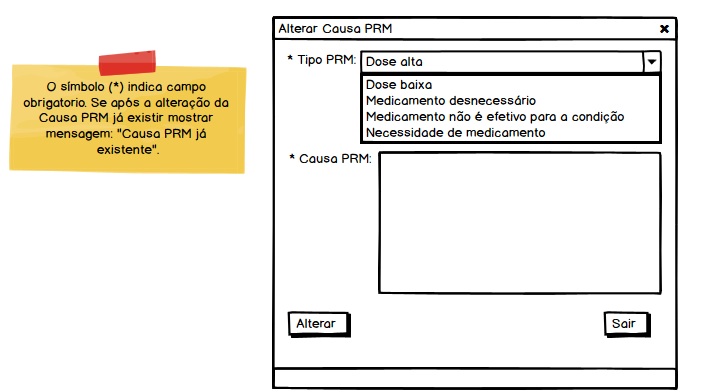 O símbolo (*) indica campo
obrigatorio. Se após a alteração da
Causa PRM já existir mostrar
mensagem: "Causa PRM já
existente".
Alterar Causa PRM
* Tipo PRM: Dose alta
Dose baixa
Medicamento desnecessário
Medicamento não é efetivo para a condição
Necessidade de medicamento
* Causa PRM:
Alterar
Sair